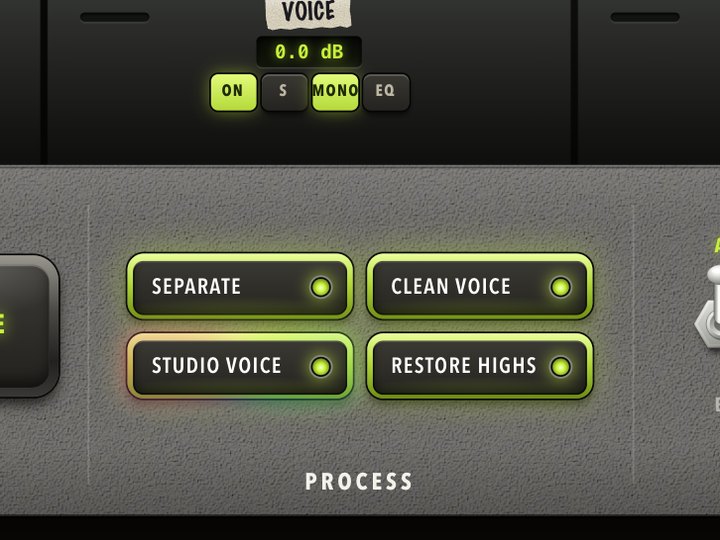 VOICE
0.0 dB
ON S MONO EQ
SEPARATE
CLEAN VOICE
STUDIO VOICE
RESTORE HIGHS
PROCESS